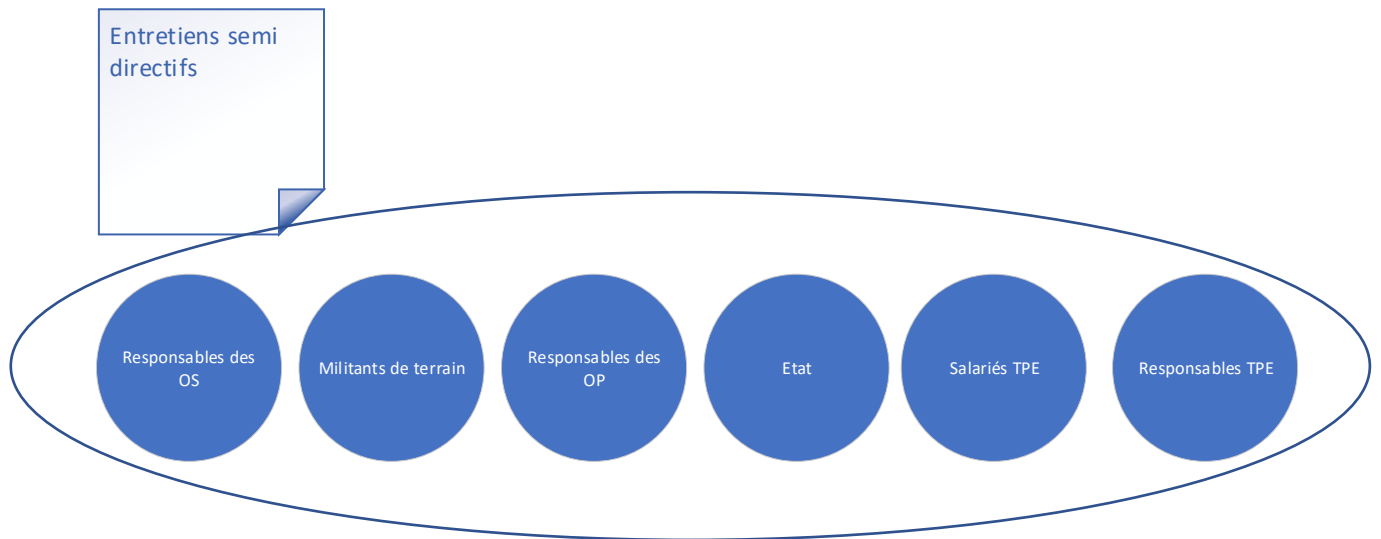 Entretiens semi
directifs
Responsables des
OS
Militants de terrain
Responsables des
OP
Etat
Salariés TPE
Responsables TPE